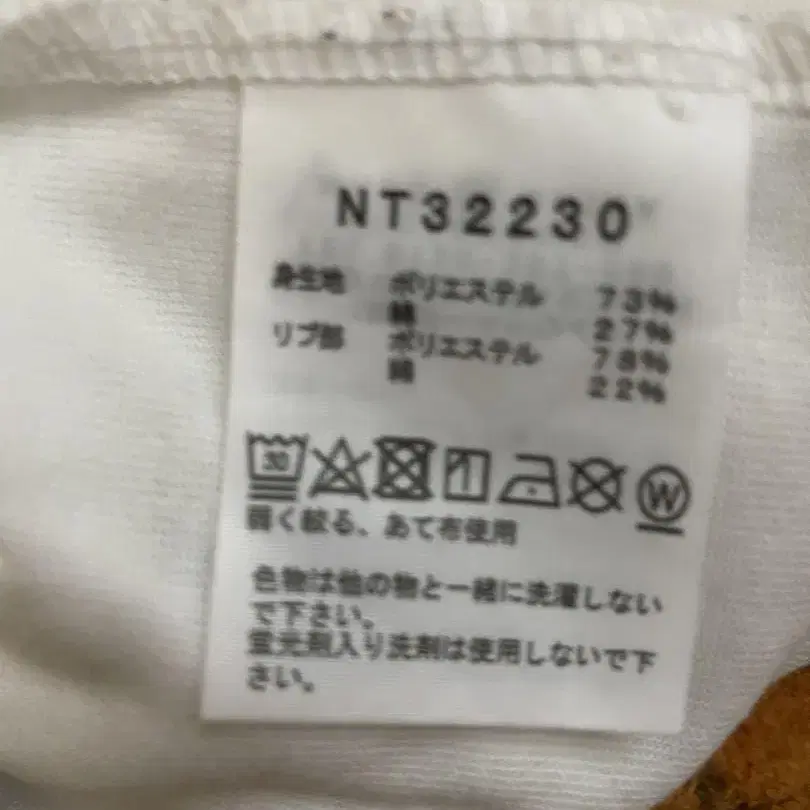 NT32230
身生地 ポリエステル 73%
綿 27%
リブ部 ポリエステル 78%
綿 22%
30
W
弱く絞る、あて布使用
色物は他の物と一緒に洗濯しない
で下さい。
蛍光剤入り洗剤は使用しないで下
さい。